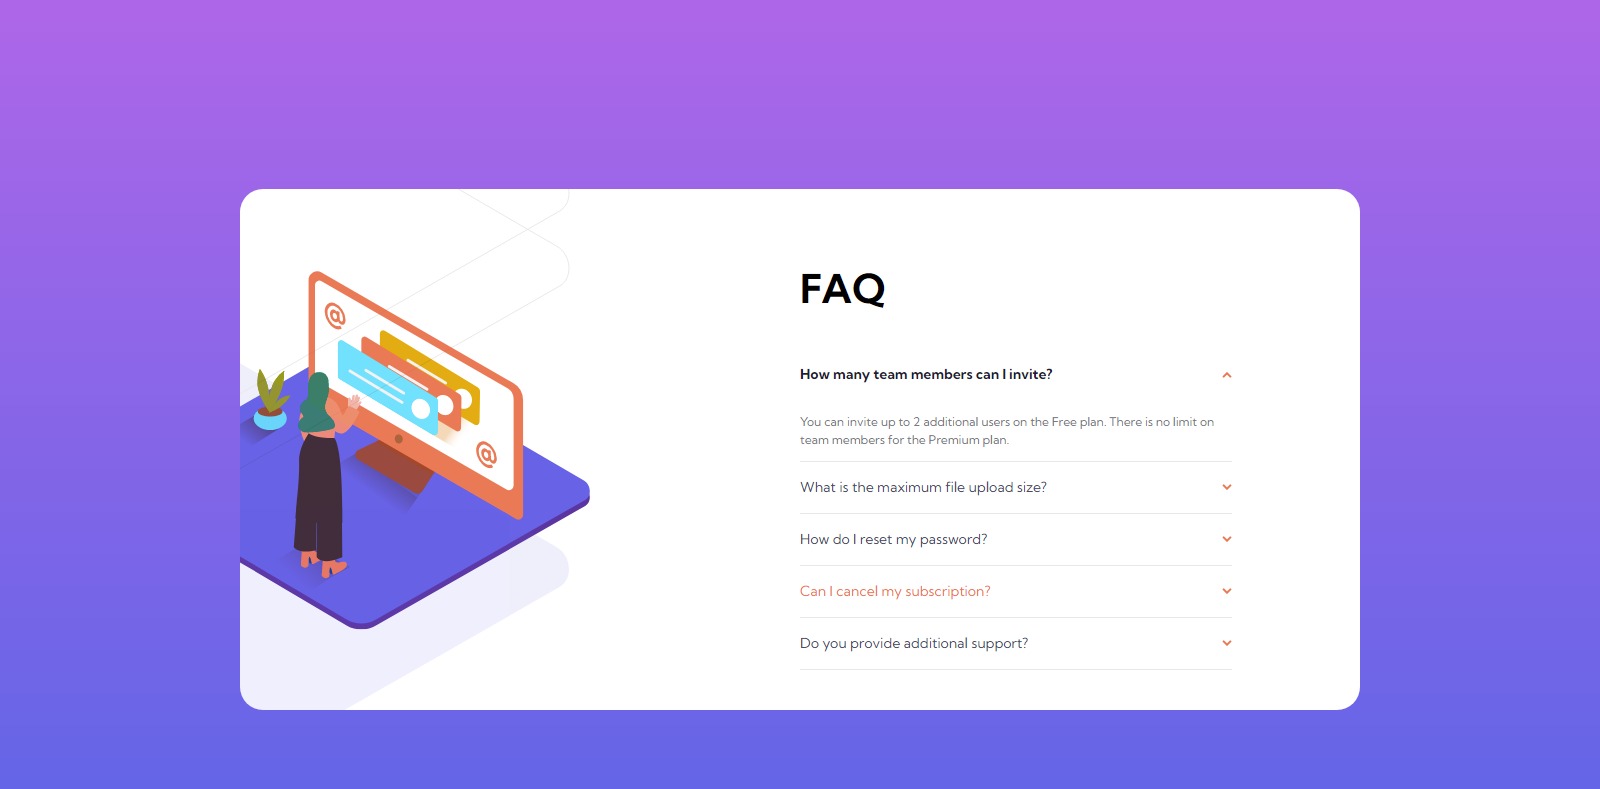 FAQ
How many team members can I invite?
You can invite up to 2 additional users on the Free plan. There is no limit on
team members for the Premium plan.
What is the maximum file upload size?
How do I reset my password?
Can I cancel my subscription?
Do you provide additional support?
@
@